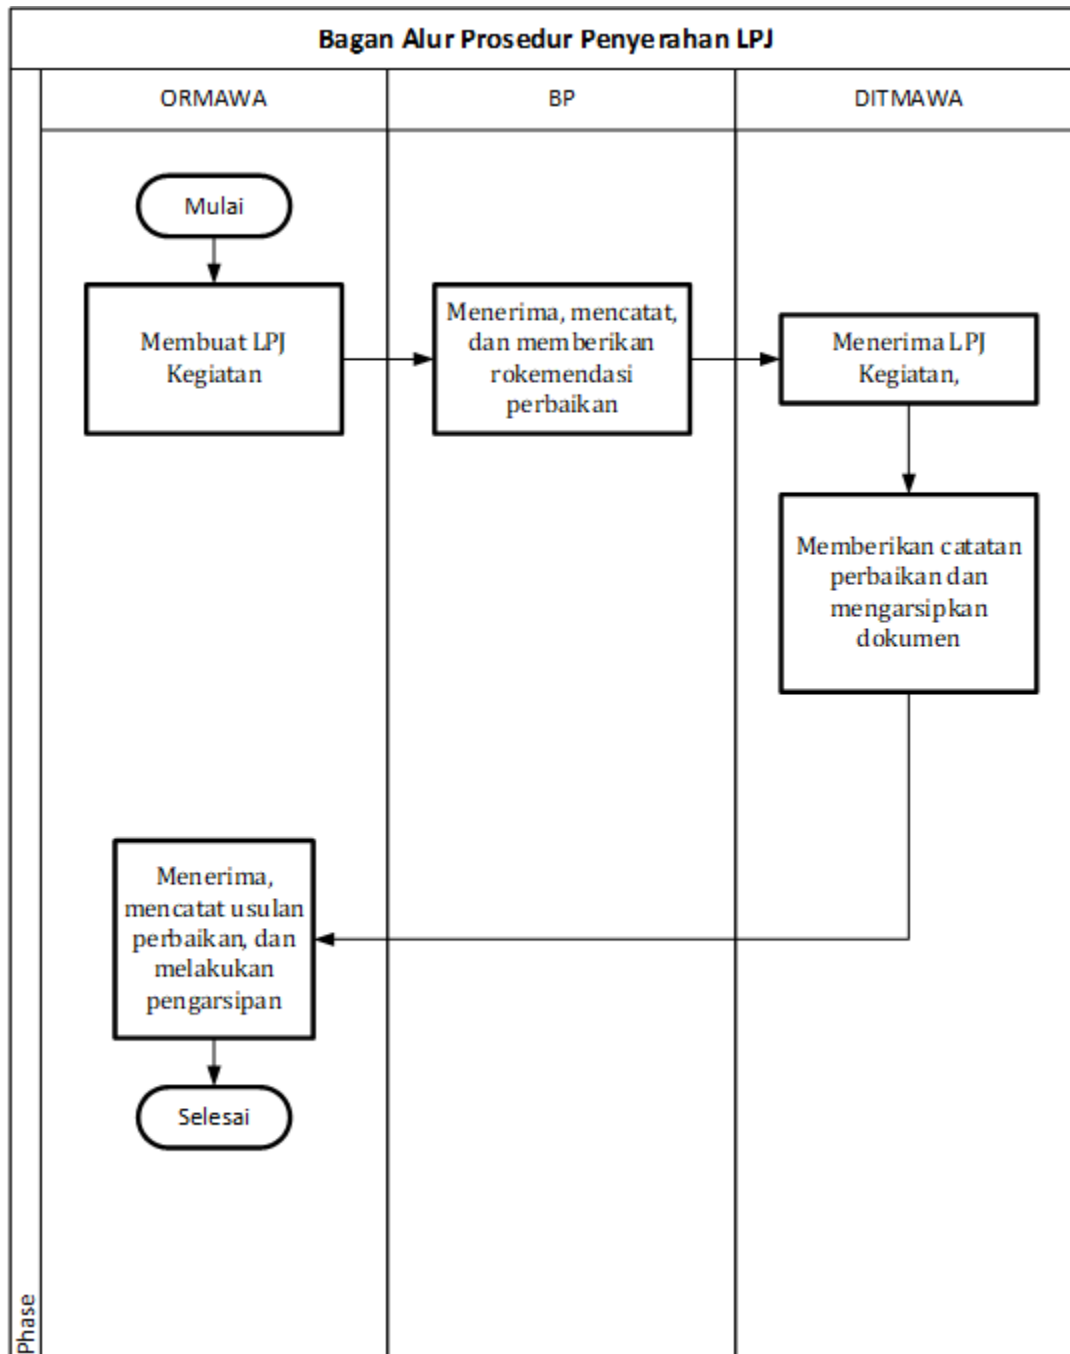 Bagan Alur Prosedur Penyerahan LPJ
ORMAWA
BP
DITMAWA
Mulai
Membuat LPJ
Kegiatan
Menerima, mencatat,
dan memberikan
rokemendasi
perbaikan
Menerima LPJ
Kegiatan,
Memberikan catatan
perbaikan dan
mengarsipkan
dokumen
Menerima,
mencatat usulan
perbaikan, dan
melakukan
pengarsipan
Selesai
Phase